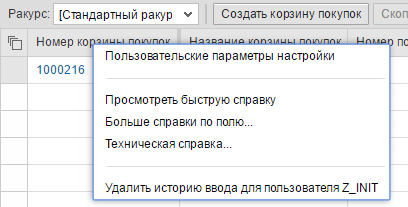 Ракурс: [Стандартный ракур Создать корзину покупок Скоп
Номер корзины покупок Название корзины покупок Номер по
1000216
Пользовательские параметры настройки
Просмотреть быструю справку
Больше справки по полю...
Техническая справка...
Удалить историю ввода для пользователя Z_INIT